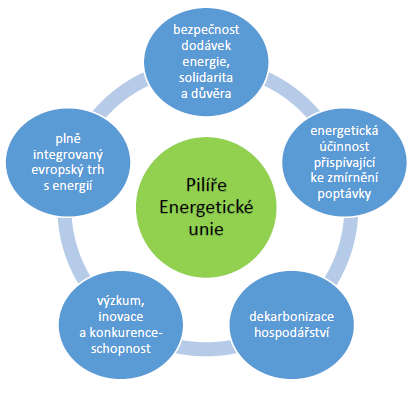 bezpečnost
dodávek
energie,
solidarita
a důvěra
energetická
účinnost
přispívající
ke zmírnění
poptávky
dekarbonizace
hospodářství
výzkum,
inovace
a konkurence-
schopnost
plně
integrovaný
evropský trh
s energií
Pilíře
Energetické
unie